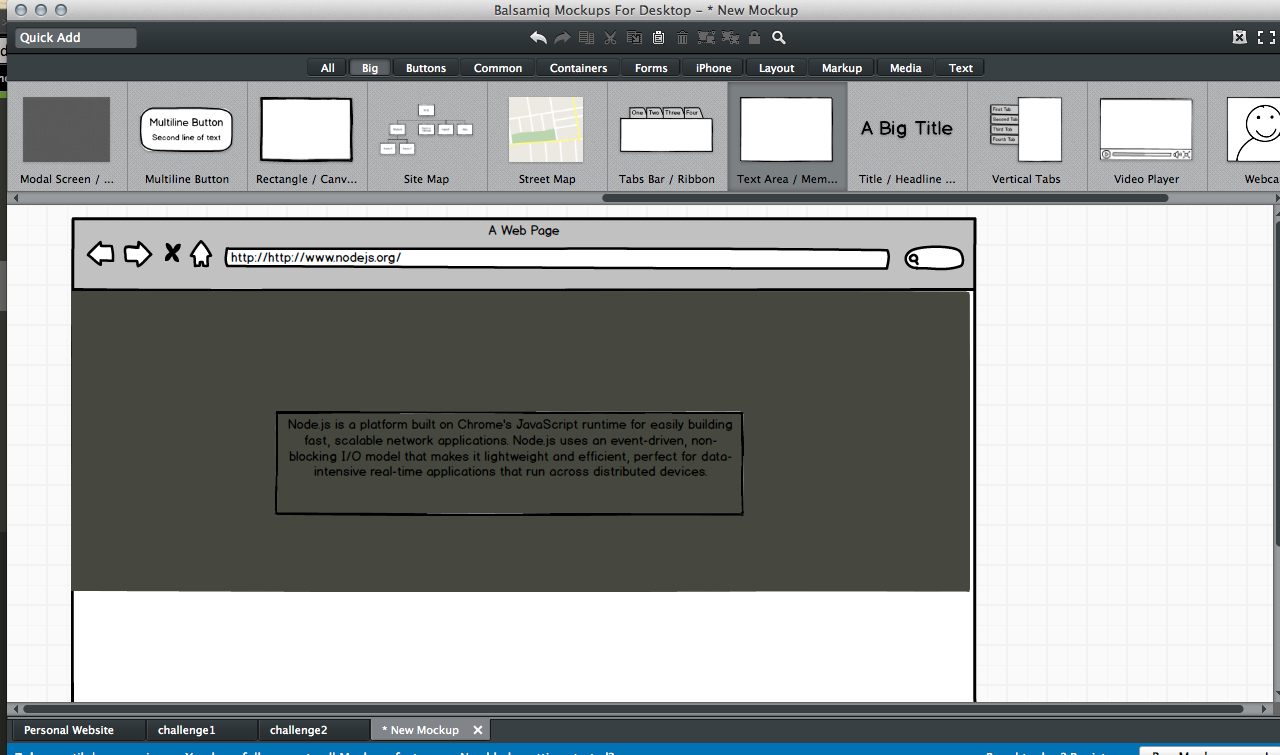 Balsamiq Mockups For Desktop - * New Mockup
Quick Add
All Big Buttons Common Containers Forms iPhone Layout Markup Media Text
Multiline Button
Second line of text
One Two Three Four
A Big Title
First Tab
Second Tab
Third Tab
Fourth Tab
Modal Screen / ... Multiline Button Rectangle / Canv... Site Map Street Map Tabs Bar / Ribbon Text Area / Mem... Title / Headline ... Vertical Tabs Video Player Webca
A Web Page
http://http://www.nodejs.org/
Node.js is a platform built on Chrome's JavaScript runtime for easily building
fast, scalable network applications. Node.js uses an event-driven, non-
blocking I/O model that makes it lightweight and efficient, perfect for data-
intensive real-time applications that run across distributed devices.
Personal Website challenge1 challenge2 * New Mockup